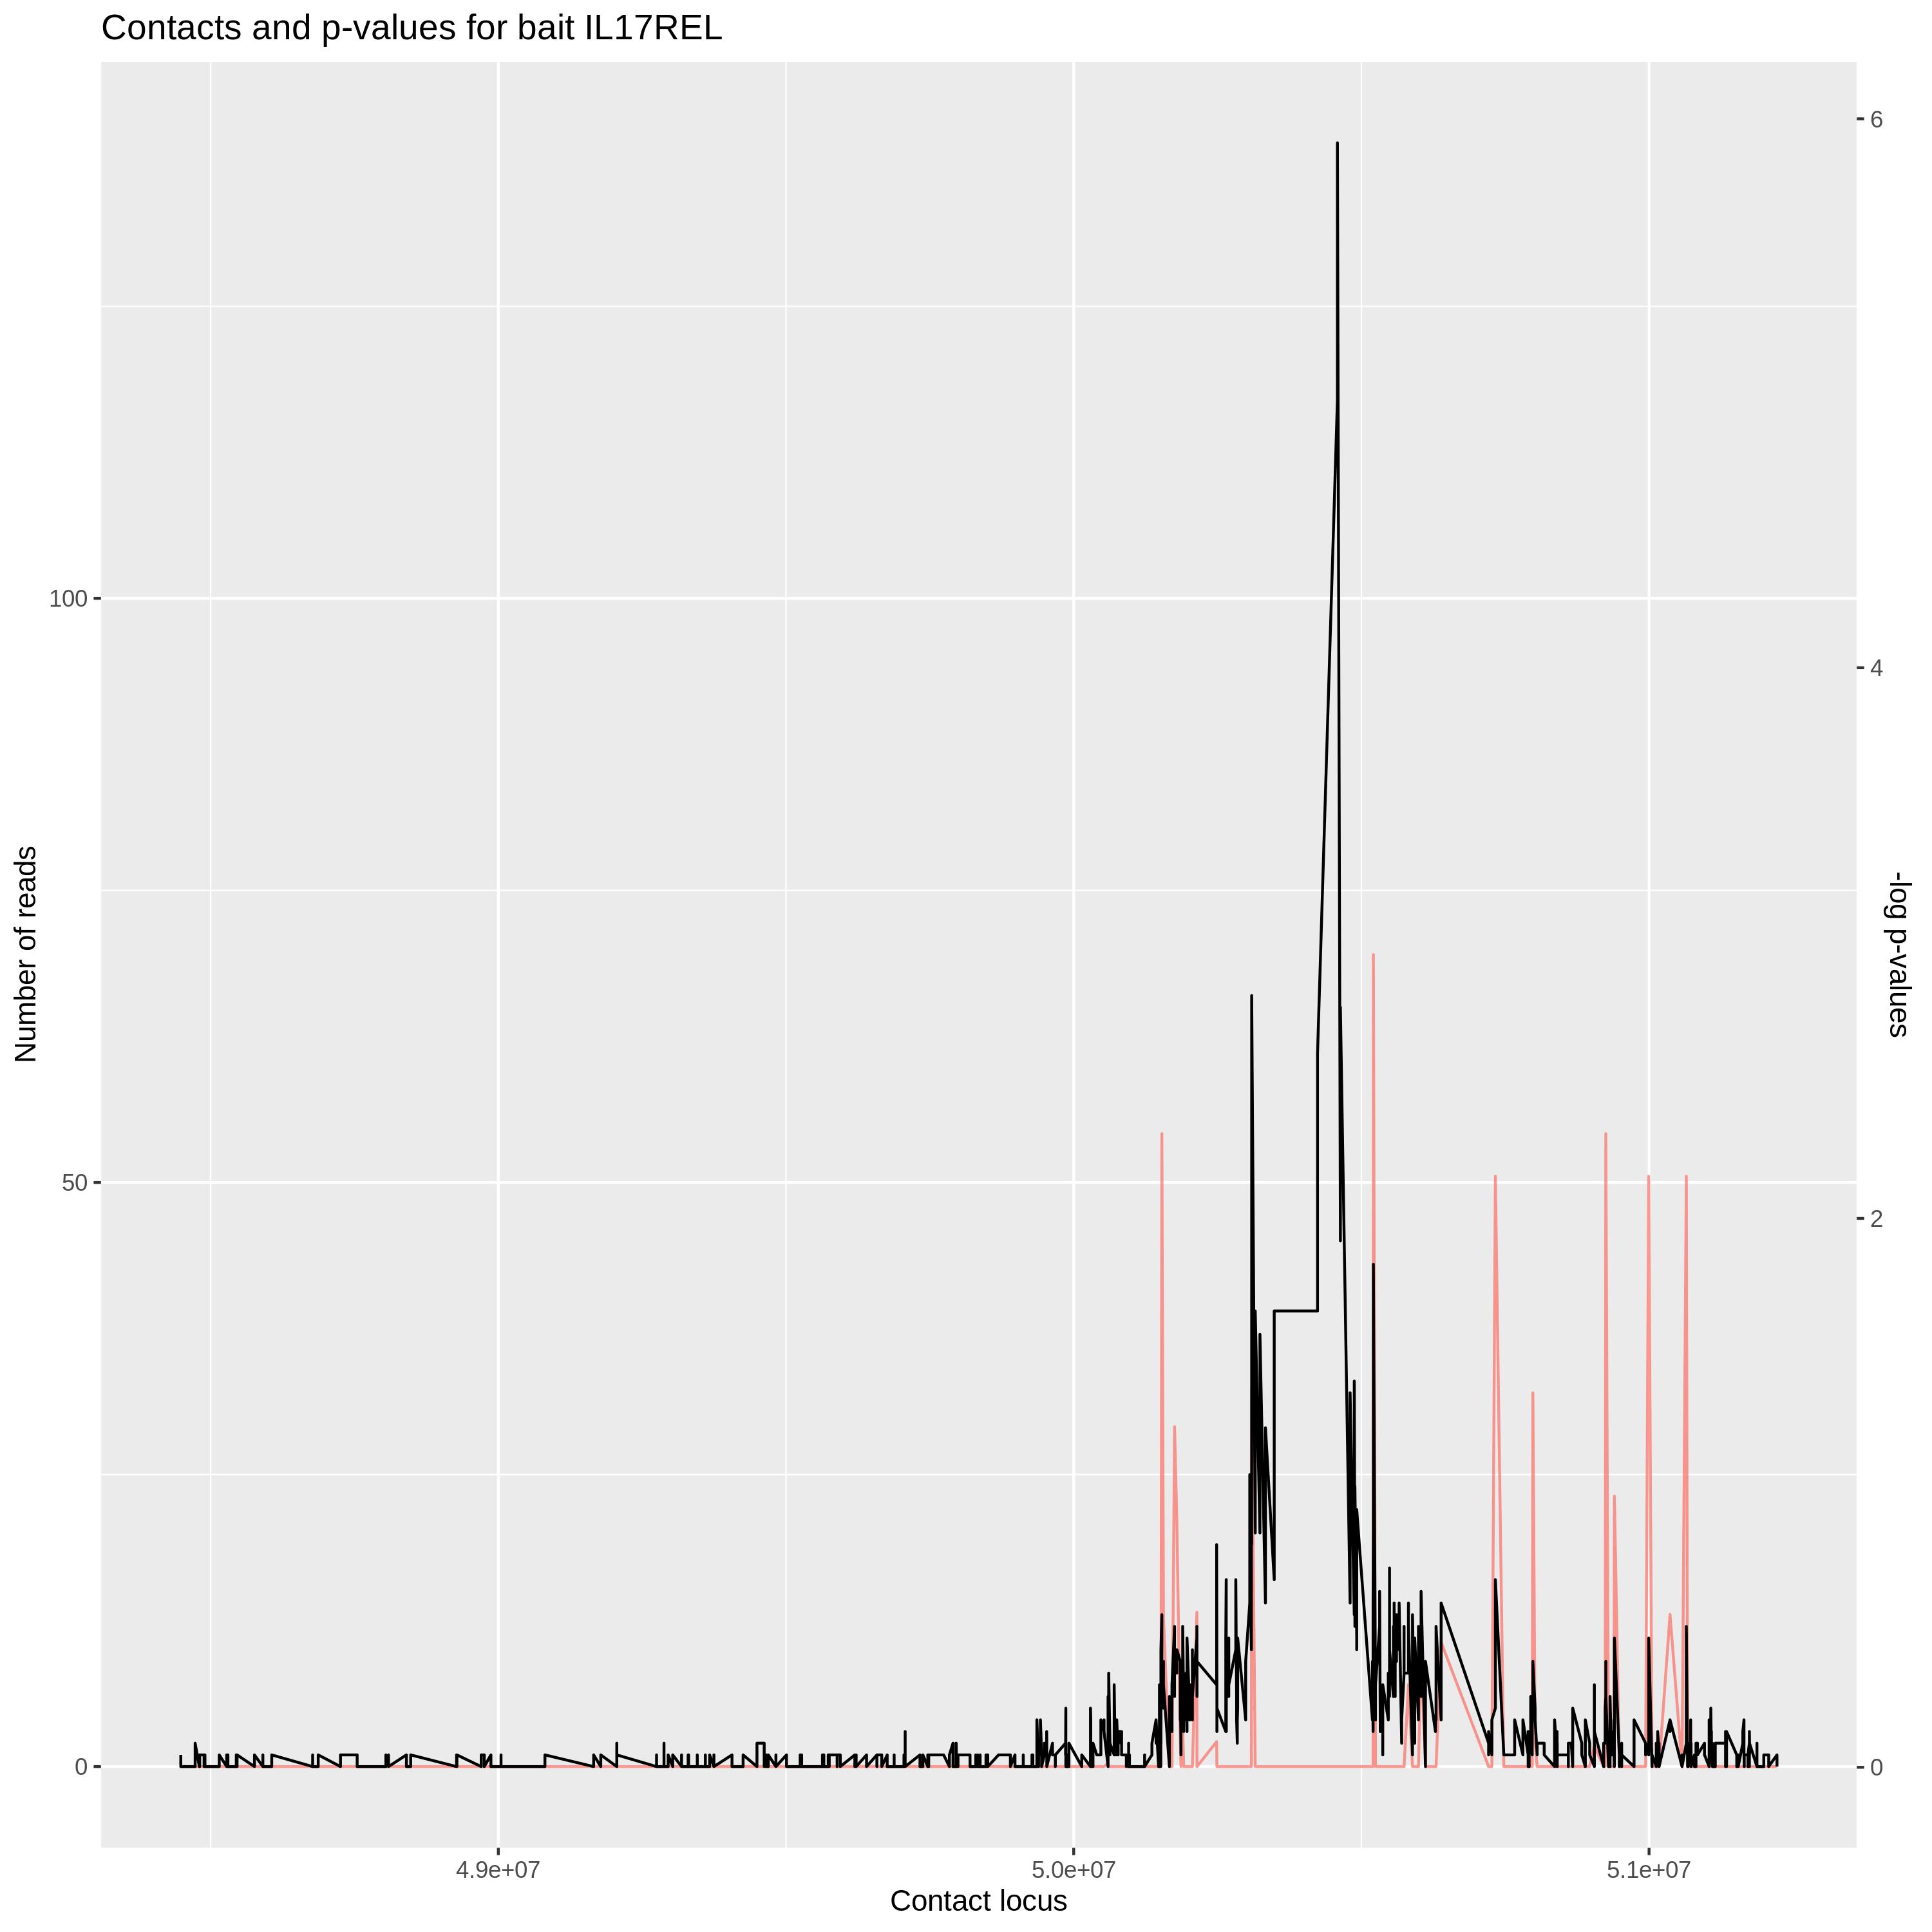 Contacts and p-values for bait IL17REL
6
100
4
Number of reads
-log p-values
50
2
0
0
4.9e+07
5.0e+07
5.1e+07
Contact locus